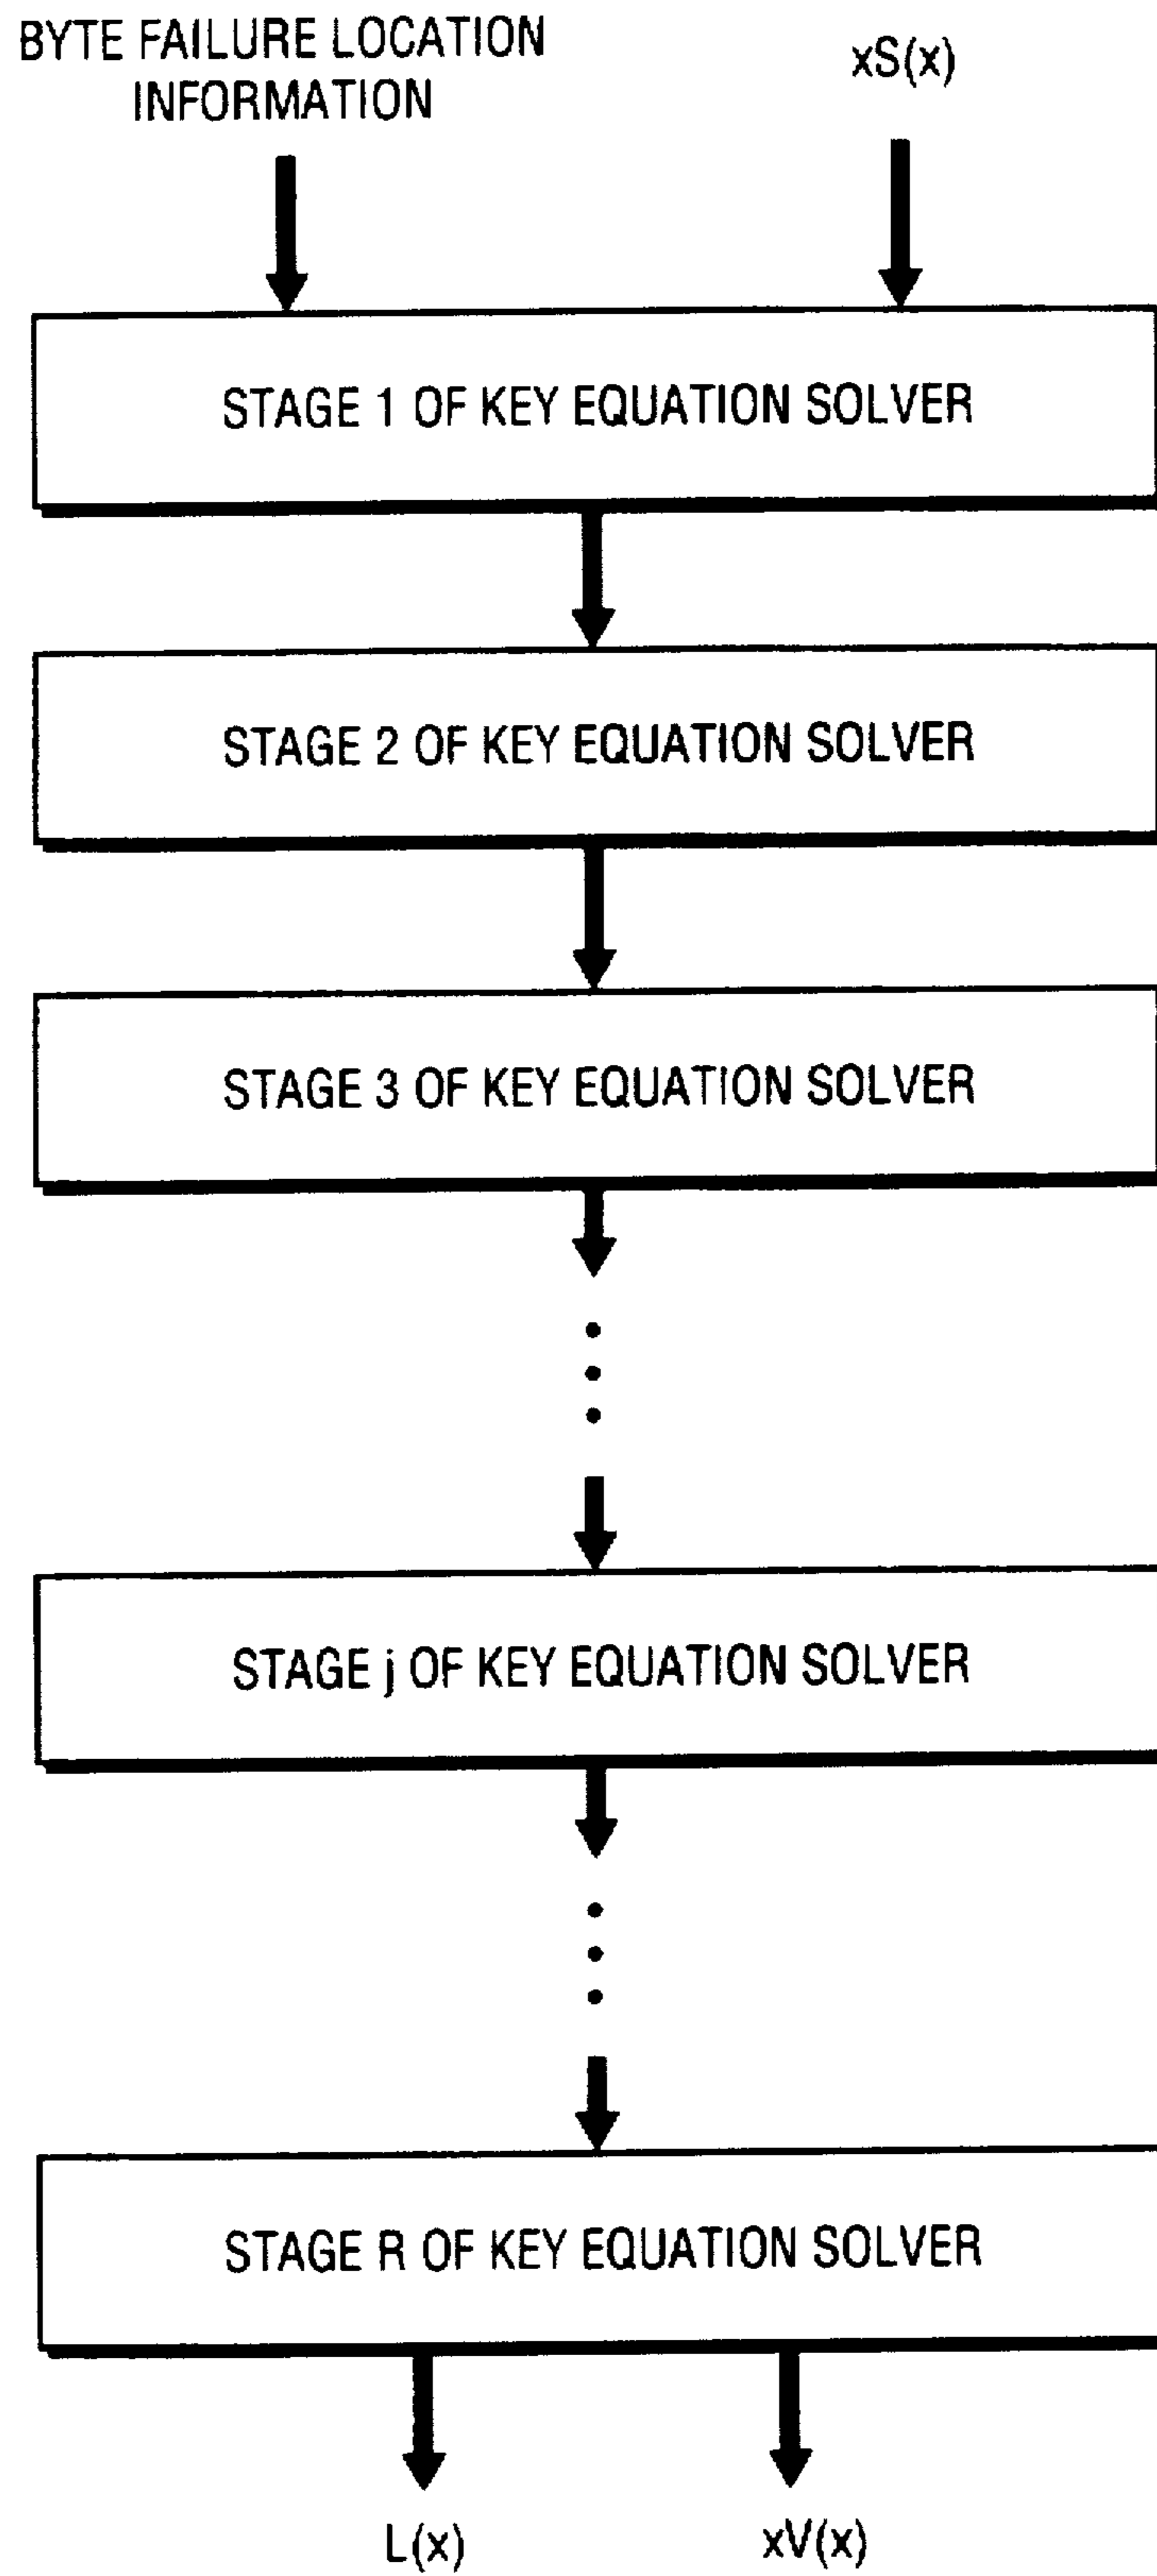 BYTE FAILURE LOCATION
INFORMATION
xS(x)
STAGE 1 OF KEY EQUATION SOLVER
STAGE 2 OF KEY EQUATION SOLVER
STAGE 3 OF KEY EQUATION SOLVER
STAGE j OF KEY EQUATION SOLVER
STAGE R OF KEY EQUATION SOLVER
L(x)
xV(x)